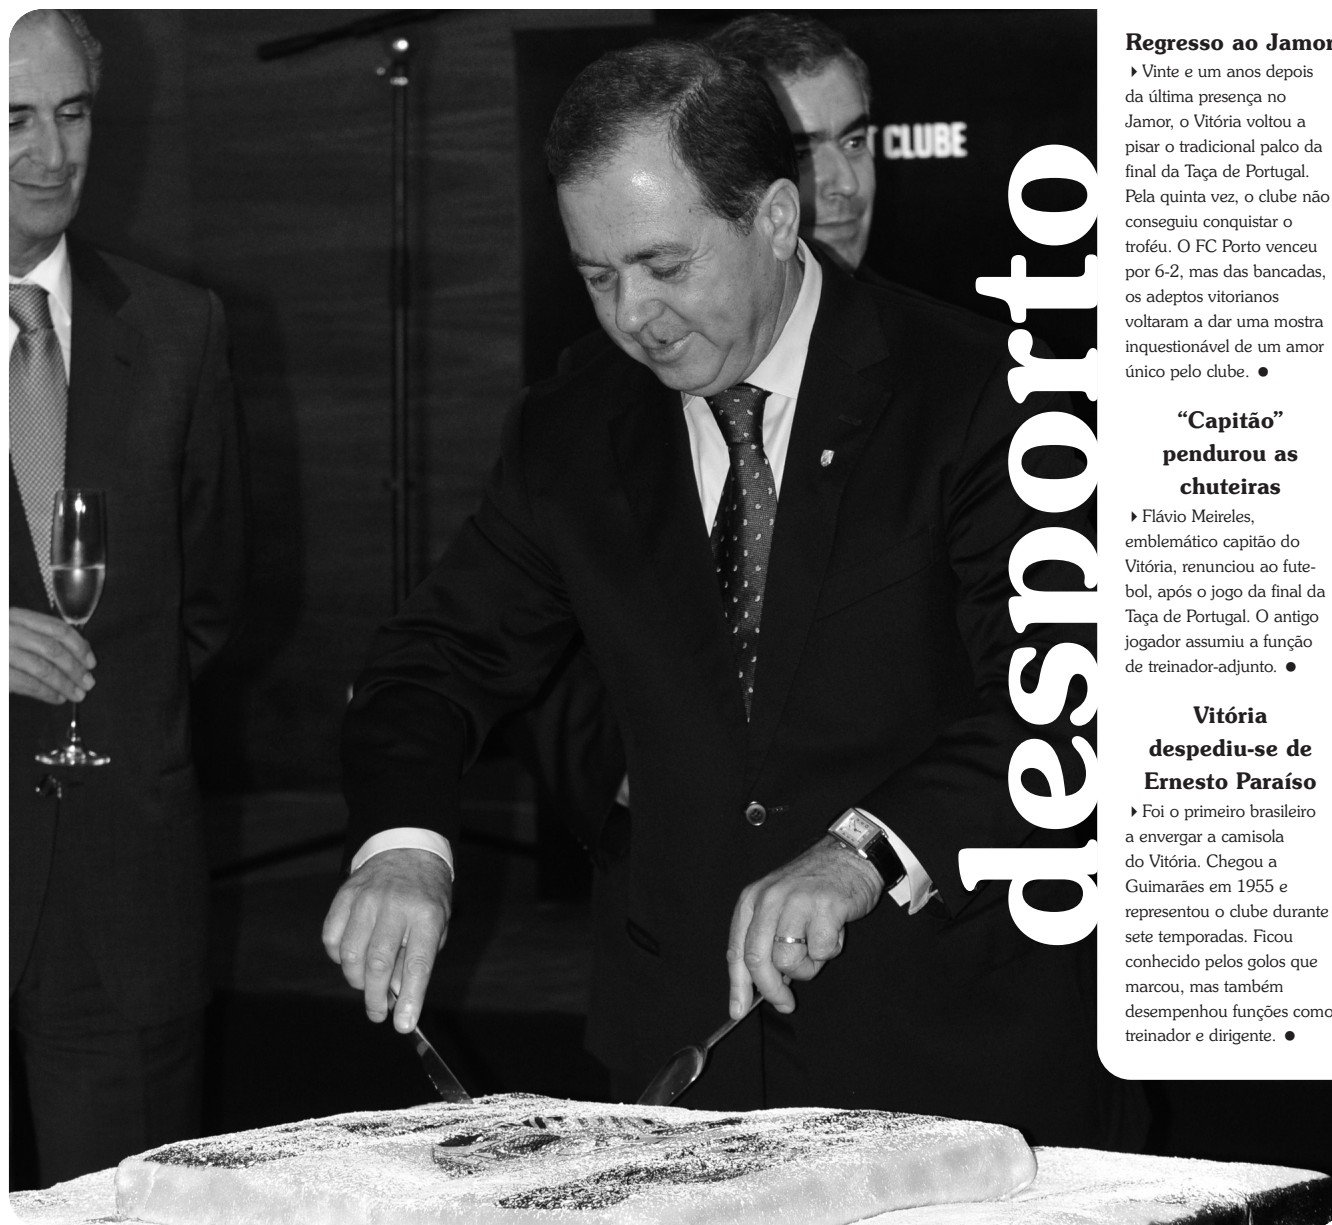 T CLUBE
desporto
Regresso ao Jamor
Vinte e um anos depois
da última presença no
Jamor, o Vitória voltou a
pisar o tradicional palco da
final da Taça de Portugal.
Pela quinta vez, o clube não
conseguiu conquistar o
troféu. O FC Porto venceu
por 6-2, mas das bancadas,
os adeptos vitorianos
voltaram a dar uma mostra
inquestionável de um amor
único pelo clube. ●
“Capitão”
pendurou as
chuteiras
Flávio Meireles,
emblemático capitão do
Vitória, renunciou ao fute-
bol, após o jogo da final da
Taça de Portugal. O antigo
jogador assumiu a função
de treinador-adjunto. ●
Vitória
despediu-se de
Ernesto Paraíso
Foi o primeiro brasileiro
a envergar a camisola
do Vitória. Chegou a
Guimarães em 1955 e
representou o clube durante
sete temporadas. Ficou
conhecido pelos golos que
marcou, mas também
desempenhou funções como
treinador e dirigente. ●